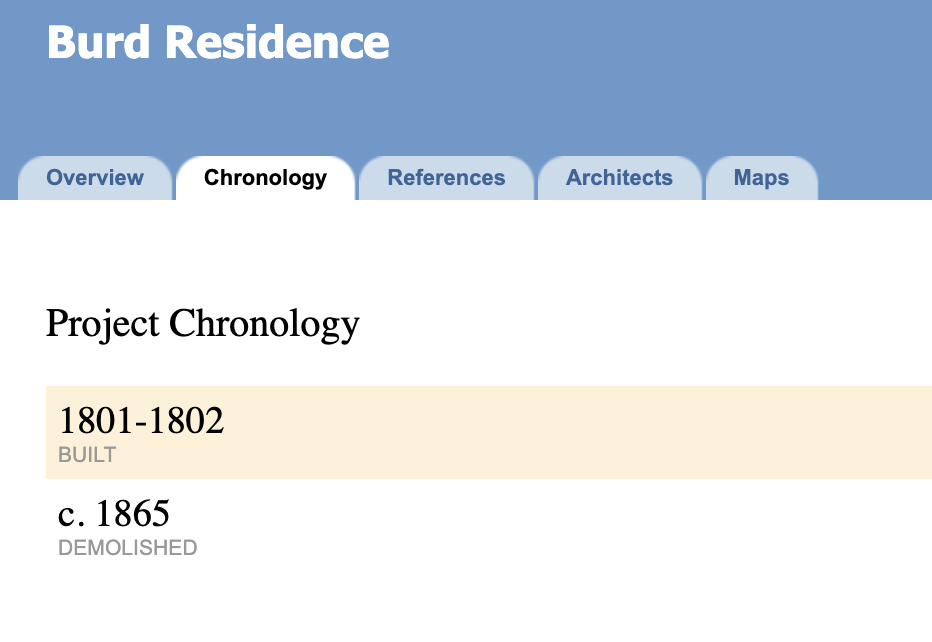 Burd Residence
Overview Chronology References Architects Maps
Project Chronology
1801-1802
BUILT
c. 1865
DEMOLISHED